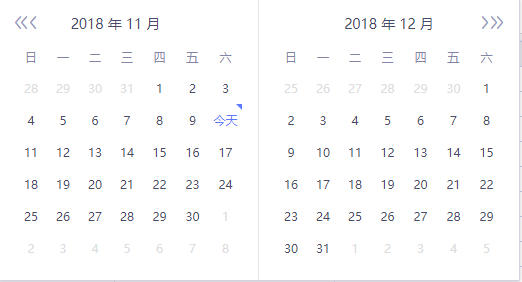 2018 年 11 月
日 一 二 三 四 五 六
28 29 30 31 1 2 3
4 5 6 7 8 9 今天
11 12 13 14 15 16 17
18 19 20 21 22 23 24
25 26 27 28 29 30 1
2 3 4 5 6 7 8
2018 年 12 月
日 一 二 三 四 五 六
25 26 27 28 29 30 1
2 3 4 5 6 7 8
9 10 11 12 13 14 15
16 17 18 19 20 21 22
23 24 25 26 27 28 29
30 31 1 2 3 4 5